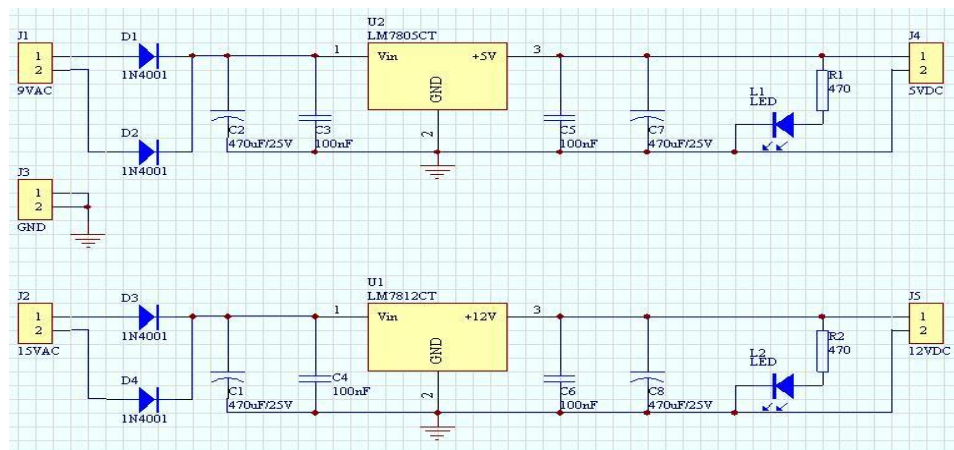 J1
1
2
9VAC
D1
1N4001
D2
1N4001
C2
470uF/25V
C3
100nF
1
U2
LM7805CT
Vin
+5V
GND
2
3
C5
100nF
C7
470uF/25V
L1
LED
R1
470
J4
1
2
5VDC
J3
1
2
GND
J2
1
2
15VAC
D3
1N4001
D4
1N4001
C1
470uF/25V
C4
100nF
1
U1
LM7812CT
Vin
+12V
GND
2
3
C6
100nF
C8
470uF/25V
L2
LED
R2
470
J5
1
2
12VDC